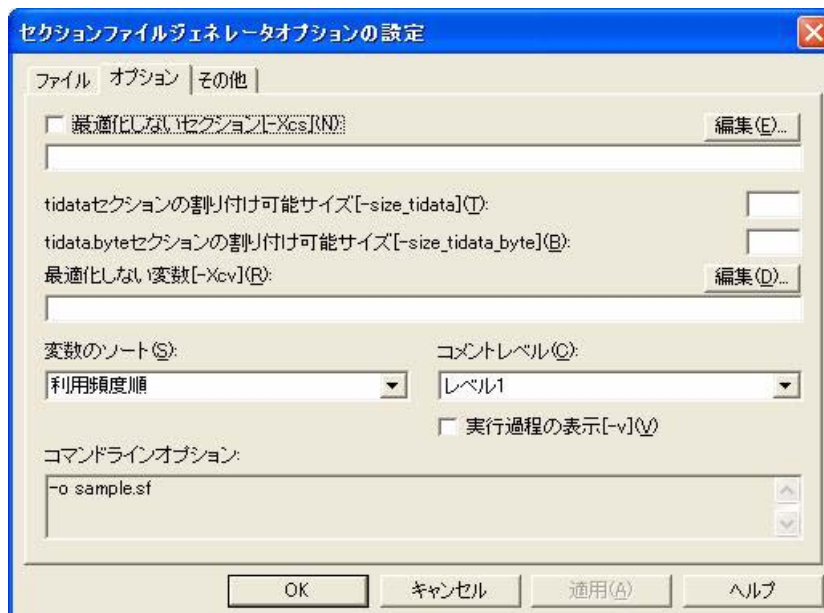 セクションファイルジェネレータオプションの設定
ファイル オプション その他
最適化しないセクション[-Xcs](N): 編集(E)...
tidataセクションの割り付け可能サイズ[-size_tidata](T):
tidata.byteセクションの割り付け可能サイズ[-size_tidata_byte](B):
最適化しない変数[-Xcv](R): 編集(D)...
変数のソート(S): コメントレベル(C):
利用頻度順 レベル1
実行過程の表示[-v](V)
コマンドラインオプション:
-o sample.sf
OK キャンセル 適用(A) ヘルプ